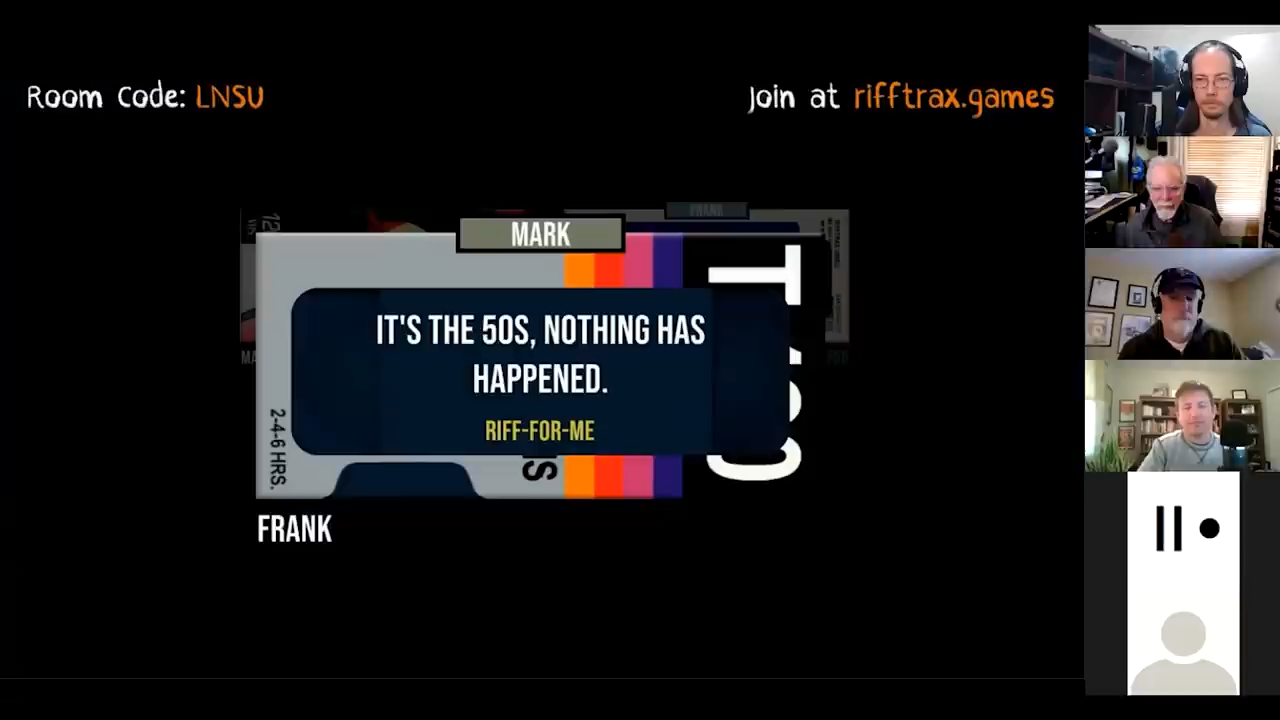 Room Code: LNSU
Join at rifftrax.games
FRANK
MARK
IT'S THE 50S, NOTHING HAS
HAPPENED.
RIFF-FOR-ME
2-4-6 HRS.
FRANK